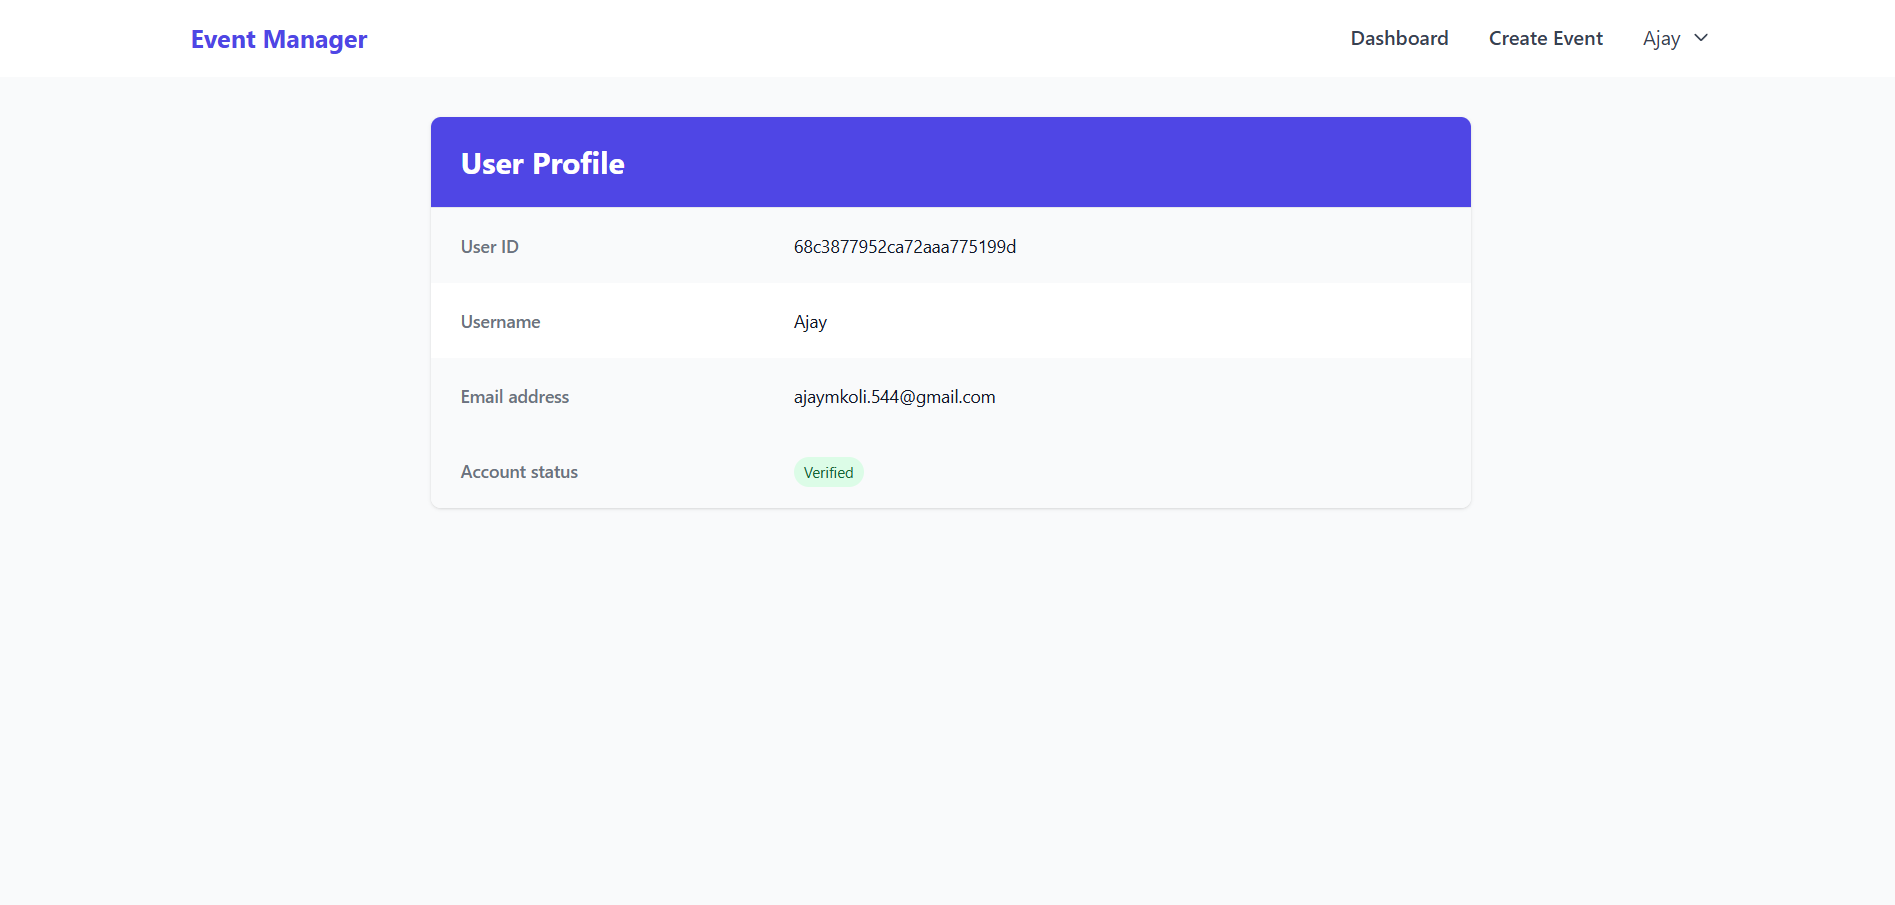 Event Manager
Dashboard
Create Event
Ajay
User Profile
User ID
68c3877952ca72aaa775199d
Username
Ajay
Email address
ajaymkoli.544@gmail.com
Account status
Verified